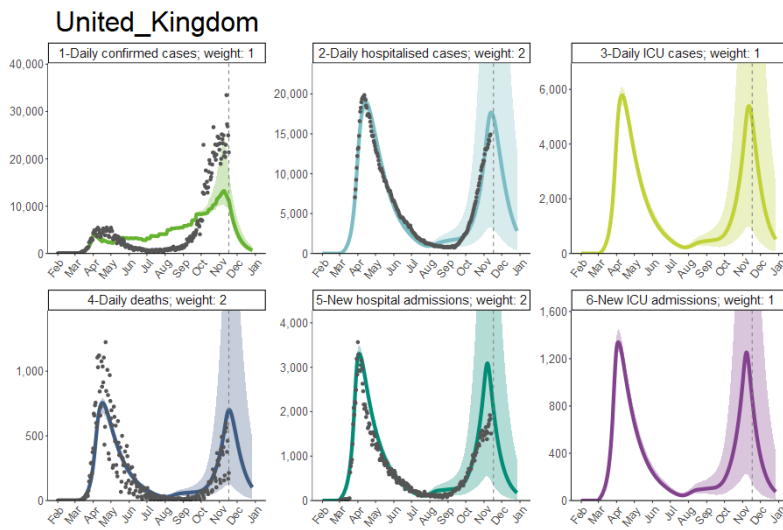 United_Kingdom
1-Daily confirmed cases; weight: 1
2-Daily hospitalised cases; weight: 2
3-Daily ICU cases; weight: 1
40,000
30,000
20,000
10,000
0
Feb Mar Apr May Jun Jul Aug Sep Oct Nov Dec Jan
20,000
15,000
10,000
5,000
0
Feb Mar Apr May Jun Jul Aug Sep Oct Nov Dec Jan
6,000
4,000
2,000
0
Feb Mar Apr May Jun Jul Aug Sep Oct Nov Dec Jan
4-Daily deaths; weight: 2
5-New hospital admissions; weight: 2
6-New ICU admissions; weight: 1
1,000
500
0
Feb Mar Apr May Jun Jul Aug Sep Oct Nov Dec Jan
4,000
3,000
2,000
1,000
0
Feb Mar Apr May Jun Jul Aug Sep Oct Nov Dec Jan
1,600
1,200
800
400
0
Feb Mar Apr May Jun Jul Aug Sep Oct Nov Dec Jan